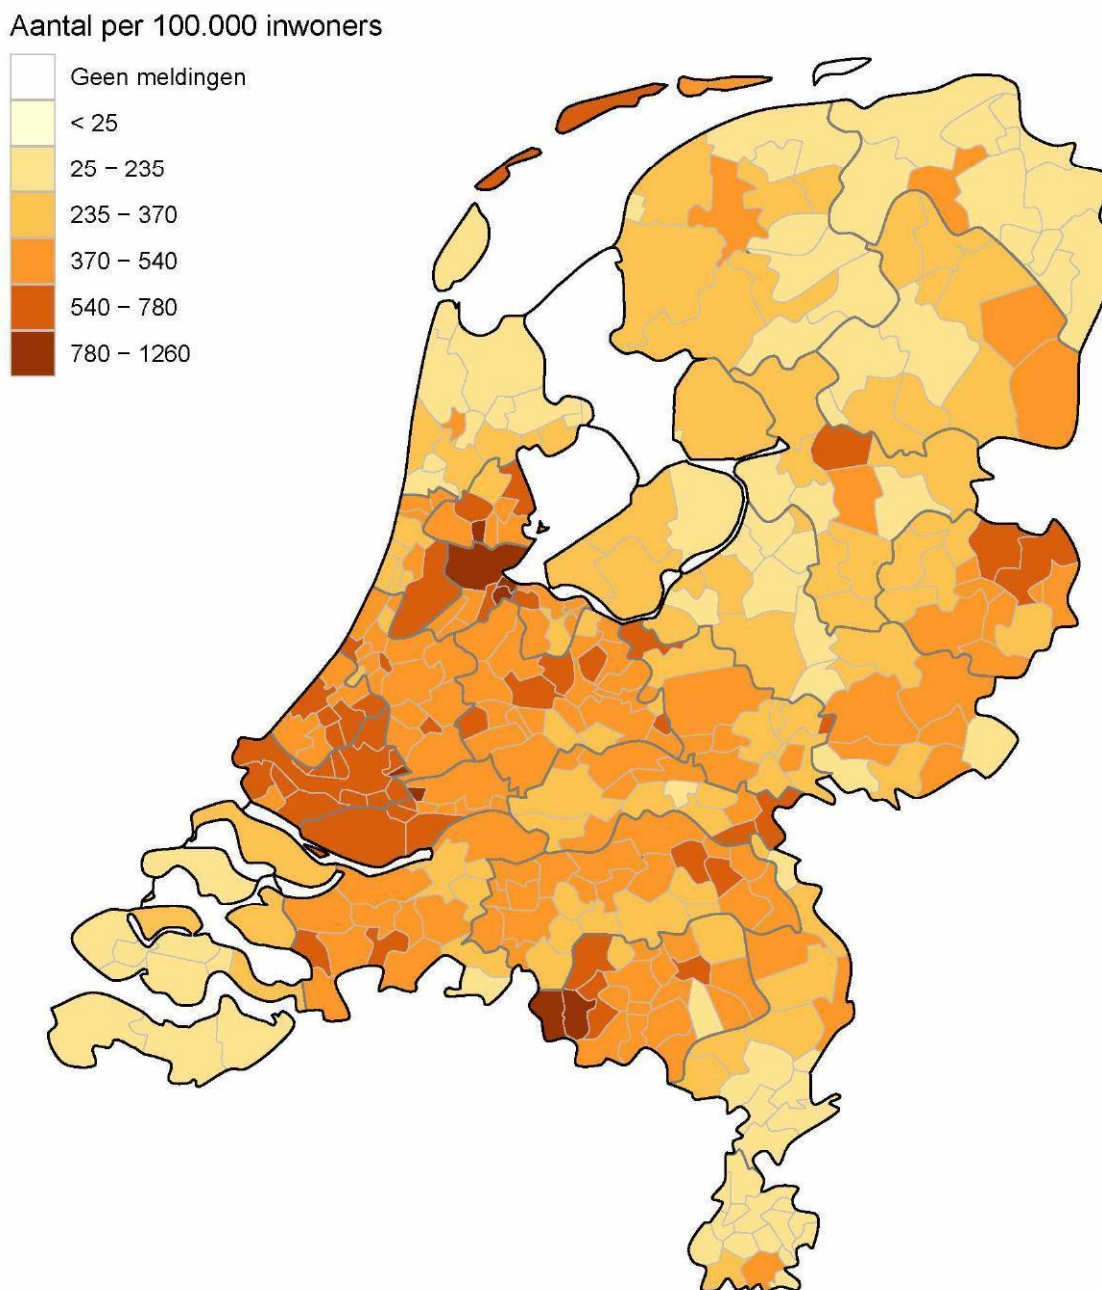 Aantal per 100.000 inwoners
Geen meldingen
< 25
25 − 235
235 − 370
370 − 540
540 − 780
780 − 1260